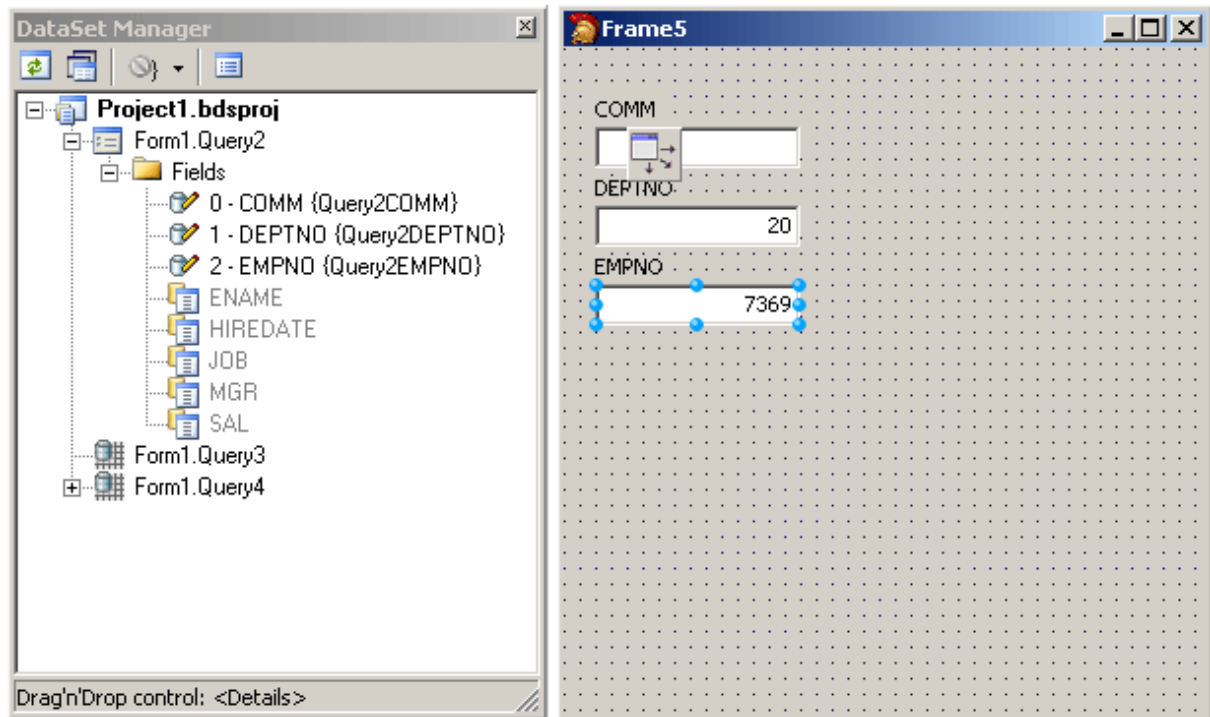 DataSet Manager
Project1.bdsproj
Form1.Query2
Fields
0 - COMM {Query2COMM}
1 - DEPTNO {Query2DEPTNO}
2 - EMPNO {Query2EMPNO}
ENAME
HIREDATE
JOB
MGR
SAL
Form1.Query3
Form1.Query4
Drag'n'Drop control: <Details>
Frame5
COMM
DEPTNO
20
EMPNO
7369